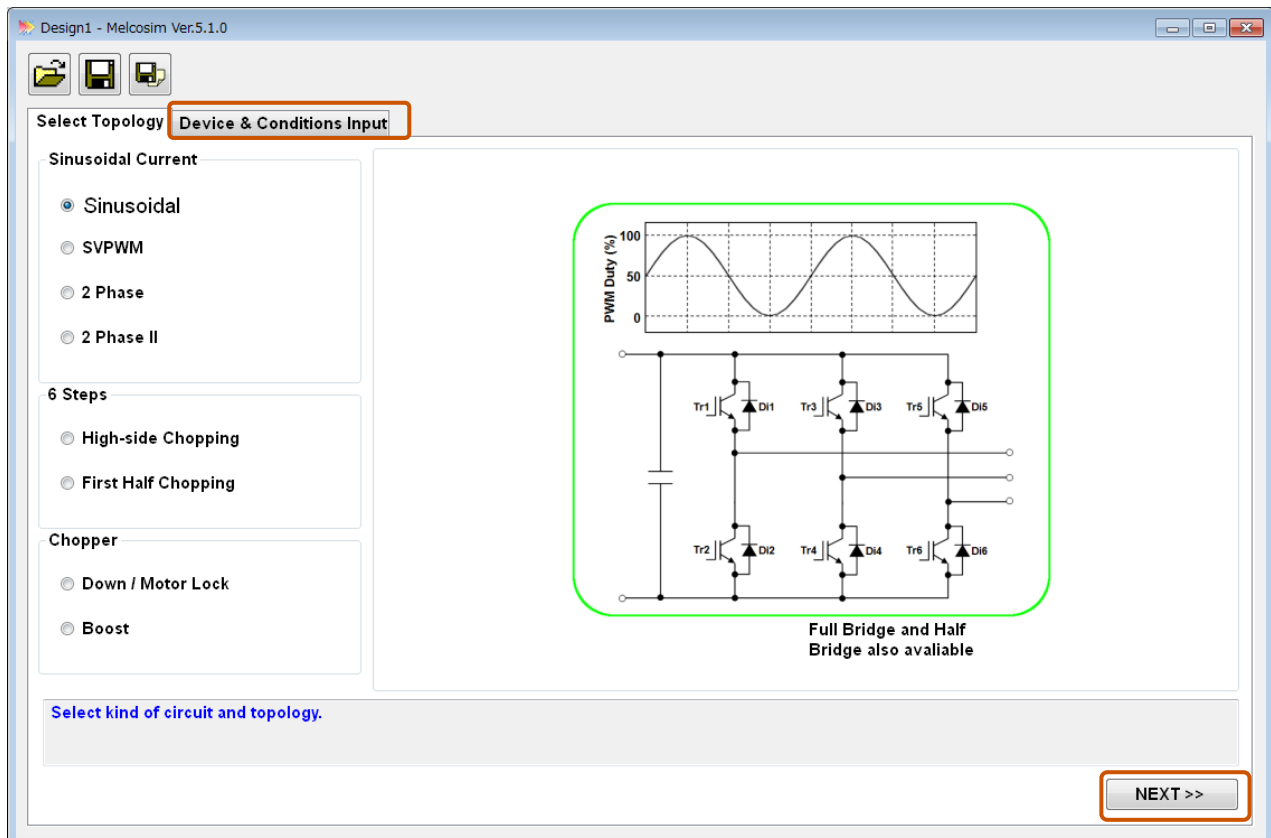 Design1 - Melcosim Ver.5.1.0
Select Topology
Device & Conditions Input
Sinusoidal Current
Sinusoidal
SVPWM
2 Phase
2 Phase II
6 Steps
High-side Chopping
First Half Chopping
Chopper
Down / Motor Lock
Boost
PWM Duty (%)
100
50
0
Tr1 Di1 Tr3 Di3 Tr5 Di5
Tr2 Di2 Tr4 Di4 Tr6 Di6
Full Bridge and Half
Bridge also avaliable
Select kind of circuit and topology.
NEXT >>